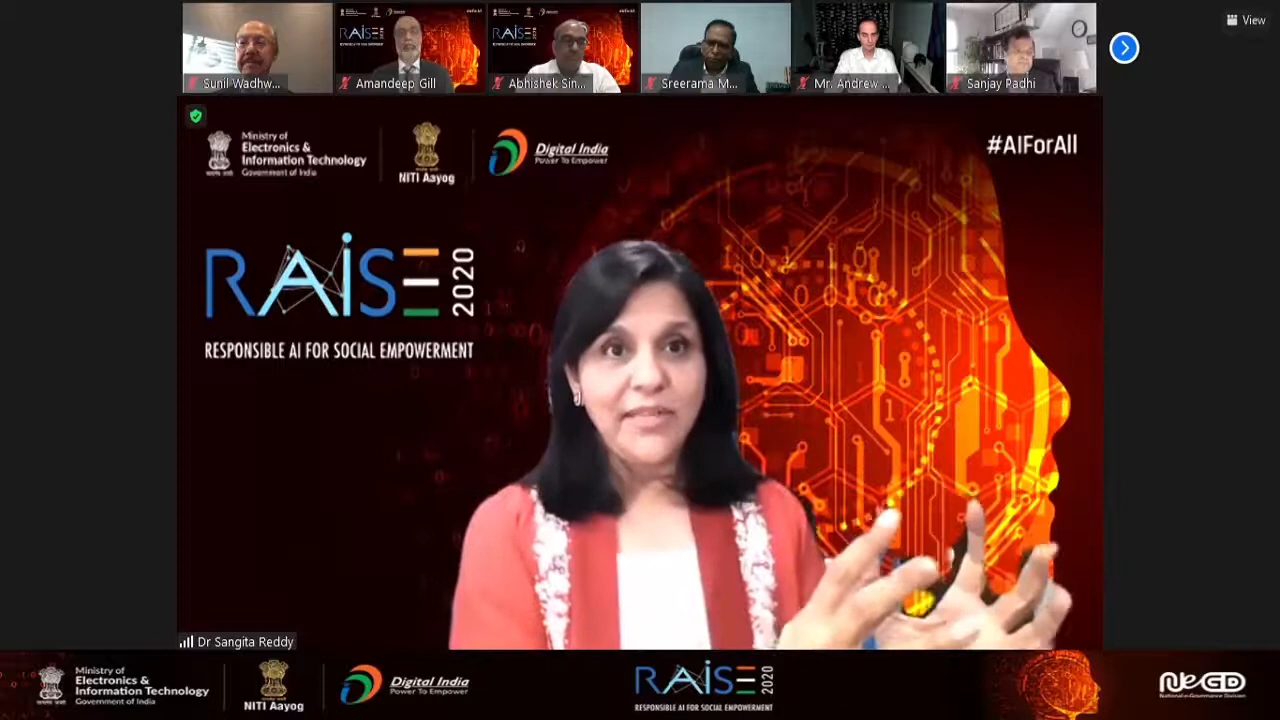 View
Sunil Wadhw...
Amandeep Gill
Abhishek Sin...
Sreerama M...
Mr. Andrew ...
Sanjay Padhi
Ministry of
Electronics &
Information Technology
Government of India
NITI Aayog
Digital India
Power To Empower
#AIForAll
RAISE 2020
RESPONSIBLE AI FOR SOCIAL EMPOWERMENT
Dr Sangita Reddy
Ministry of
Electronics &
Information Technology
Government of India
NITI Aayog
Digital India
Power To Empower
RAISE 2020
RESPONSIBLE AI FOR SOCIAL EMPOWERMENT
NeGD
National e-Governance Division